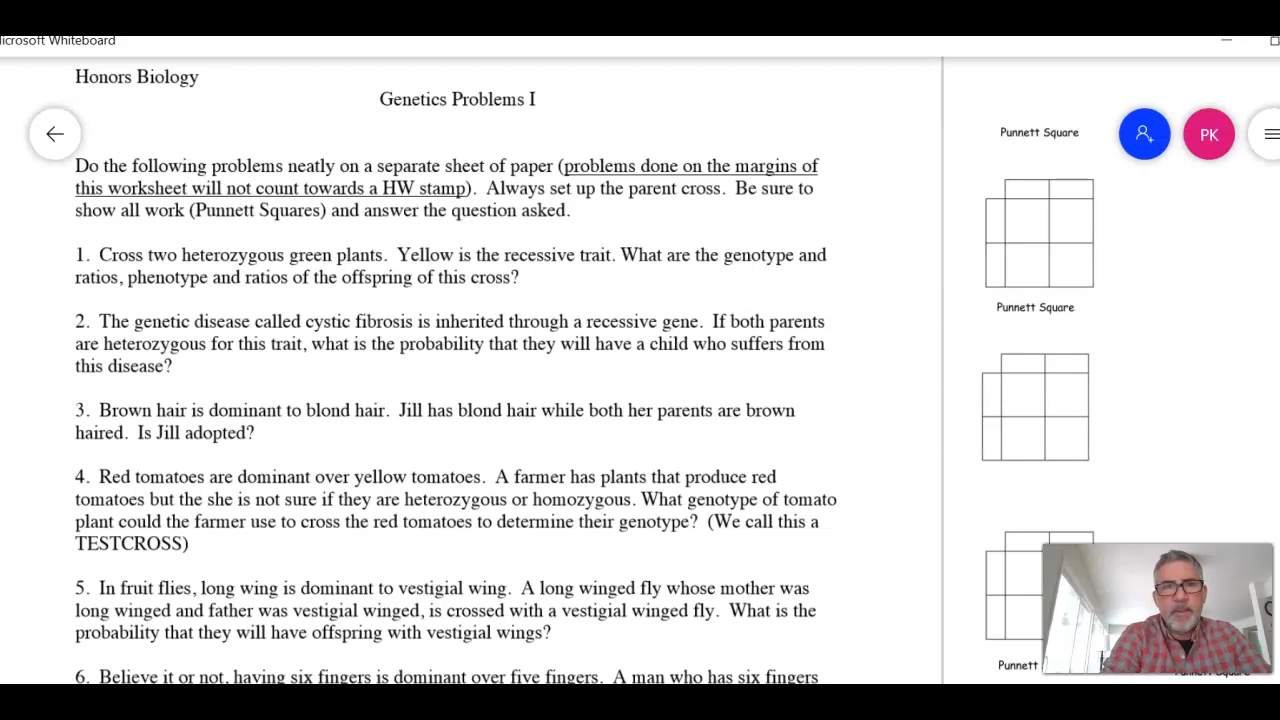 icrosoft Whiteboard
Honors Biology
Genetics Problems I
Do the following problems neatly on a separate sheet of paper (problems done on the margins of
this worksheet will not count towards a HW stamp).  Always set up the parent cross.  Be sure to
show all work (Punnett Squares) and answer the question asked.
1.  Cross two heterozygous green plants.  Yellow is the recessive trait. What are the genotype and
ratios, phenotype and ratios of the offspring of this cross?
2.  The genetic disease called cystic fibrosis is inherited through a recessive gene.  If both parents
are heterozygous for this trait, what is the probability that they will have a child who suffers from
this disease?
3.  Brown hair is dominant to blond hair.  Jill has blond hair while both her parents are brown
haired.  Is Jill adopted?
4.  Red tomatoes are dominant over yellow tomatoes.  A farmer has plants that produce red
tomatoes but the she is not sure if they are heterozygous or homozygous. What genotype of tomato
plant could the farmer use to cross the red tomatoes to determine their genotype?  (We call this a
TESTCROSS)
5.  In fruit flies, long wing is dominant to vestigial wing.  A long winged fly whose mother was
long winged and father was vestigial winged, is crossed with a vestigial winged fly.  What is the
probability that they will have offspring with vestigial wings?
6.  Believe it or not, having six fingers is dominant over five fingers.  A man who has six fingers
Punnett Square
PK
Punnett Square
Punnett